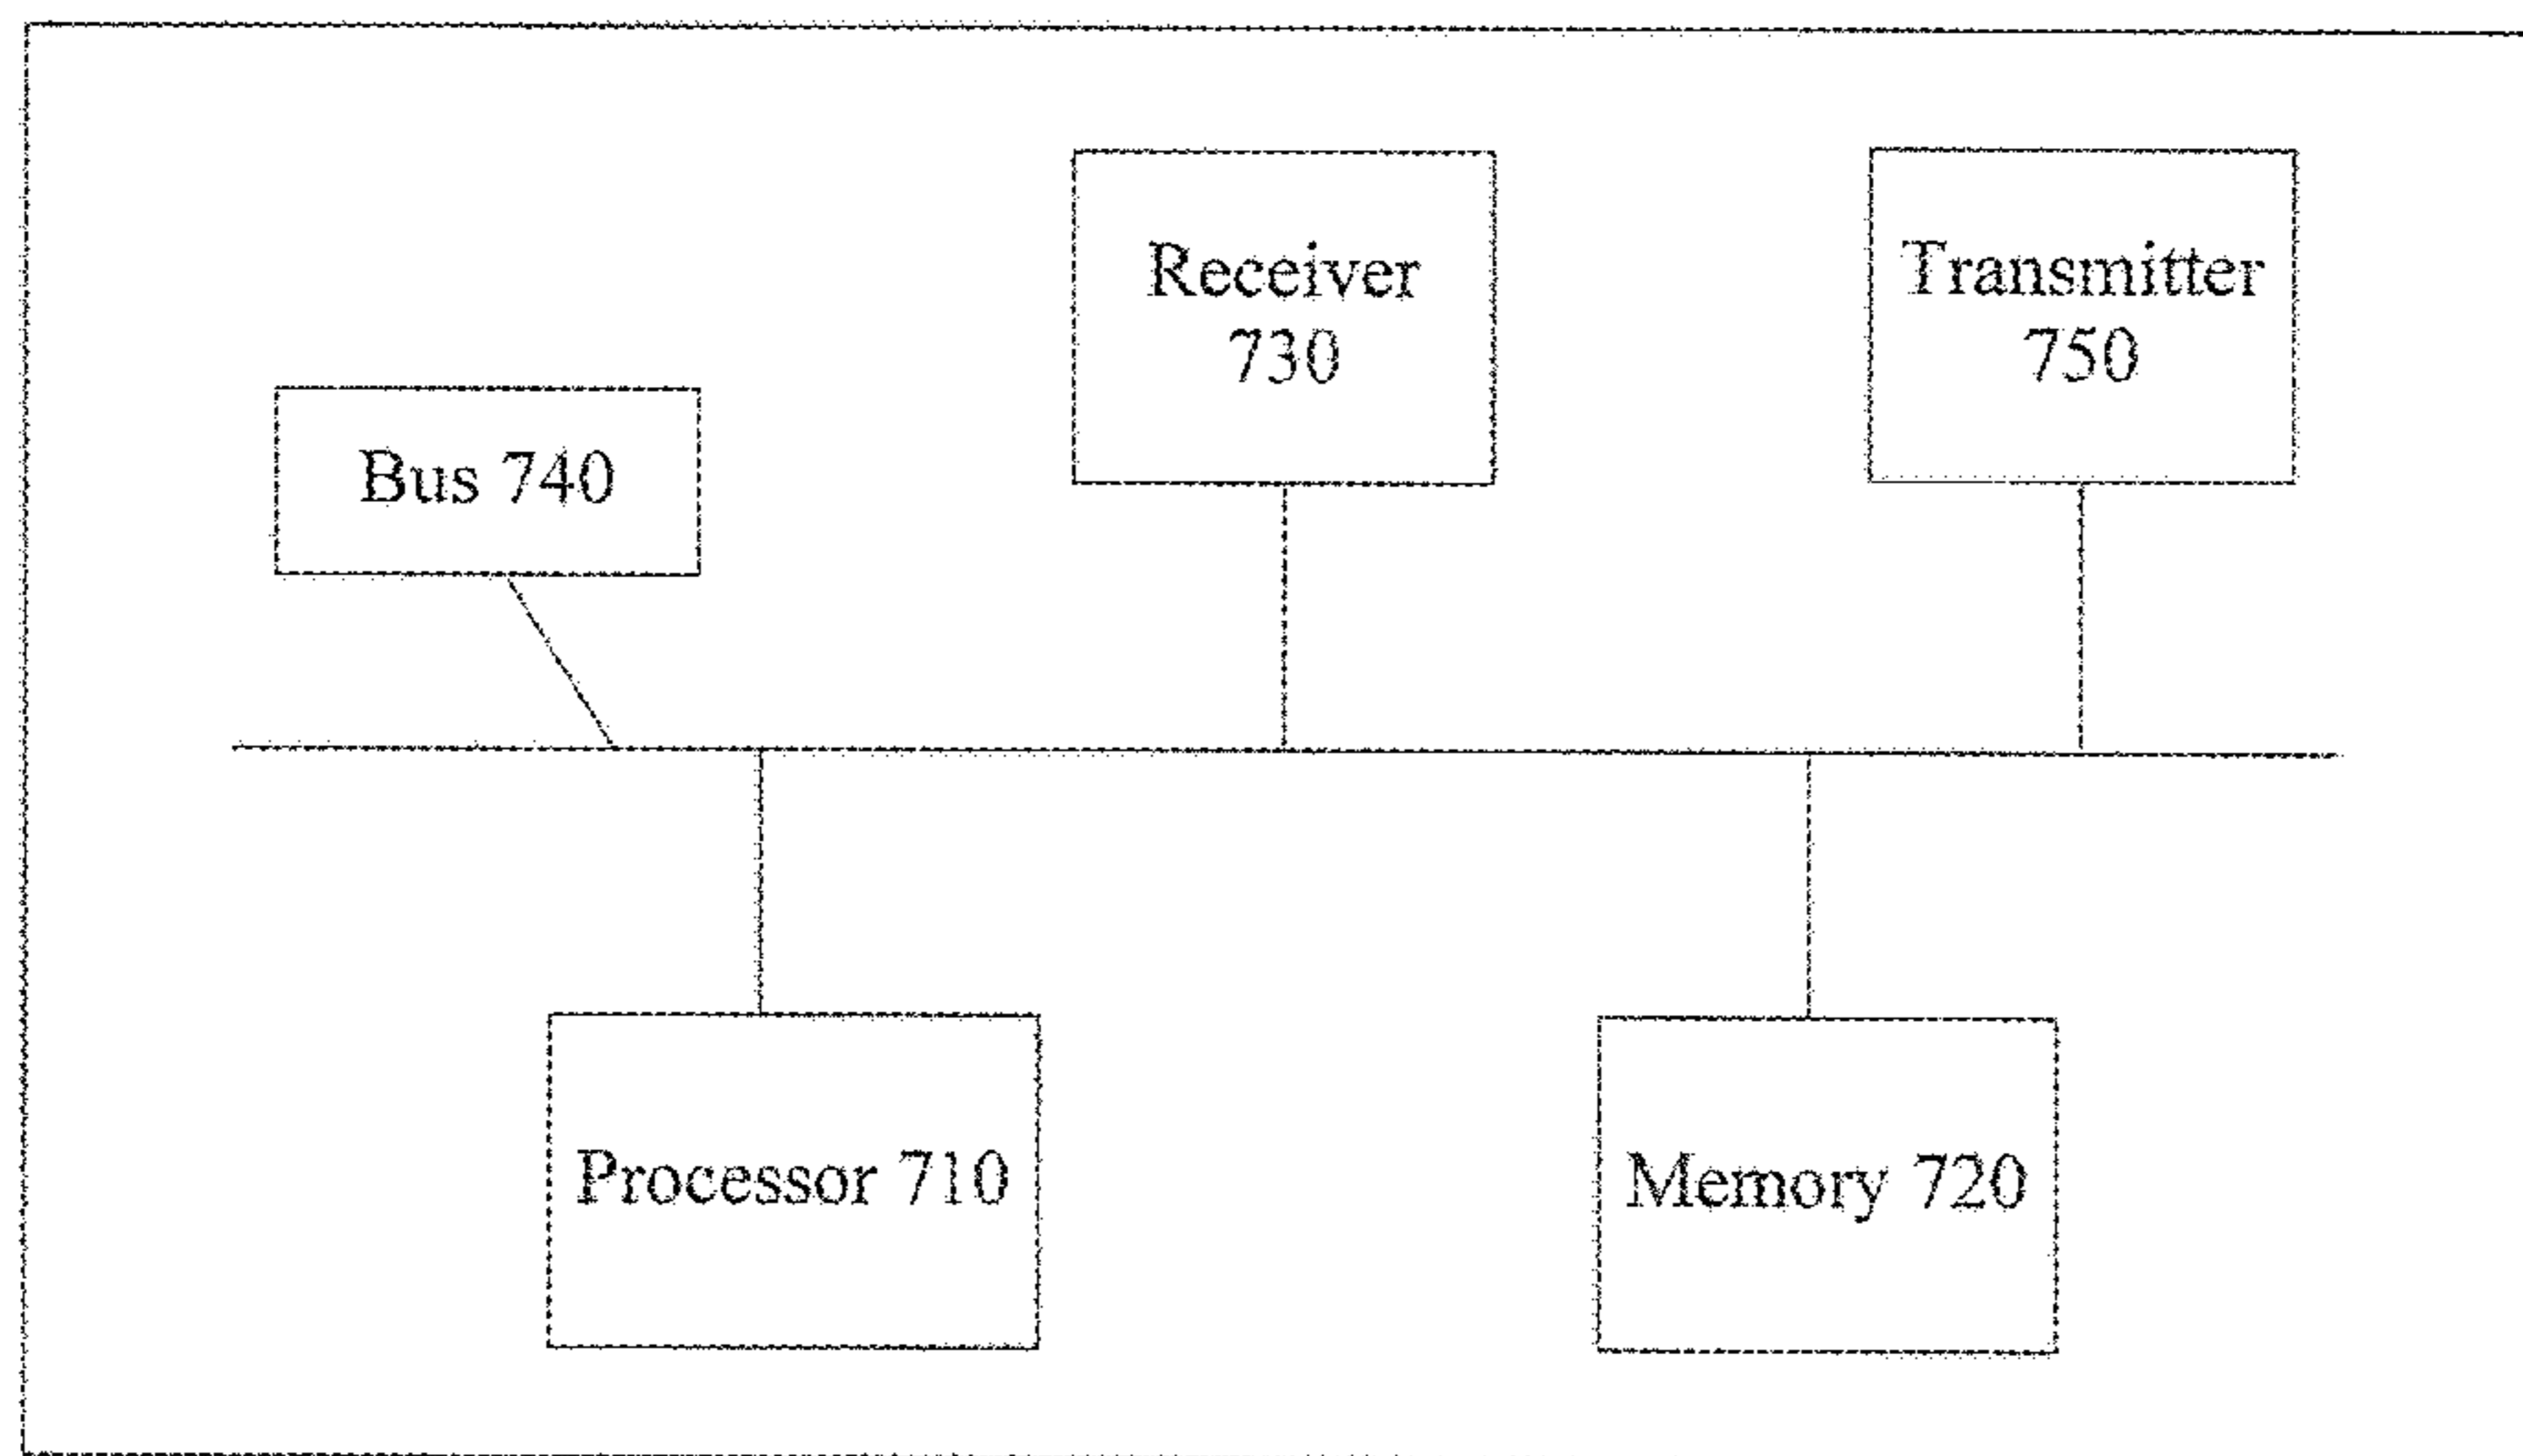 Receiver
730
Transmitter
750
Bus 740
Processor 710
Memory 720